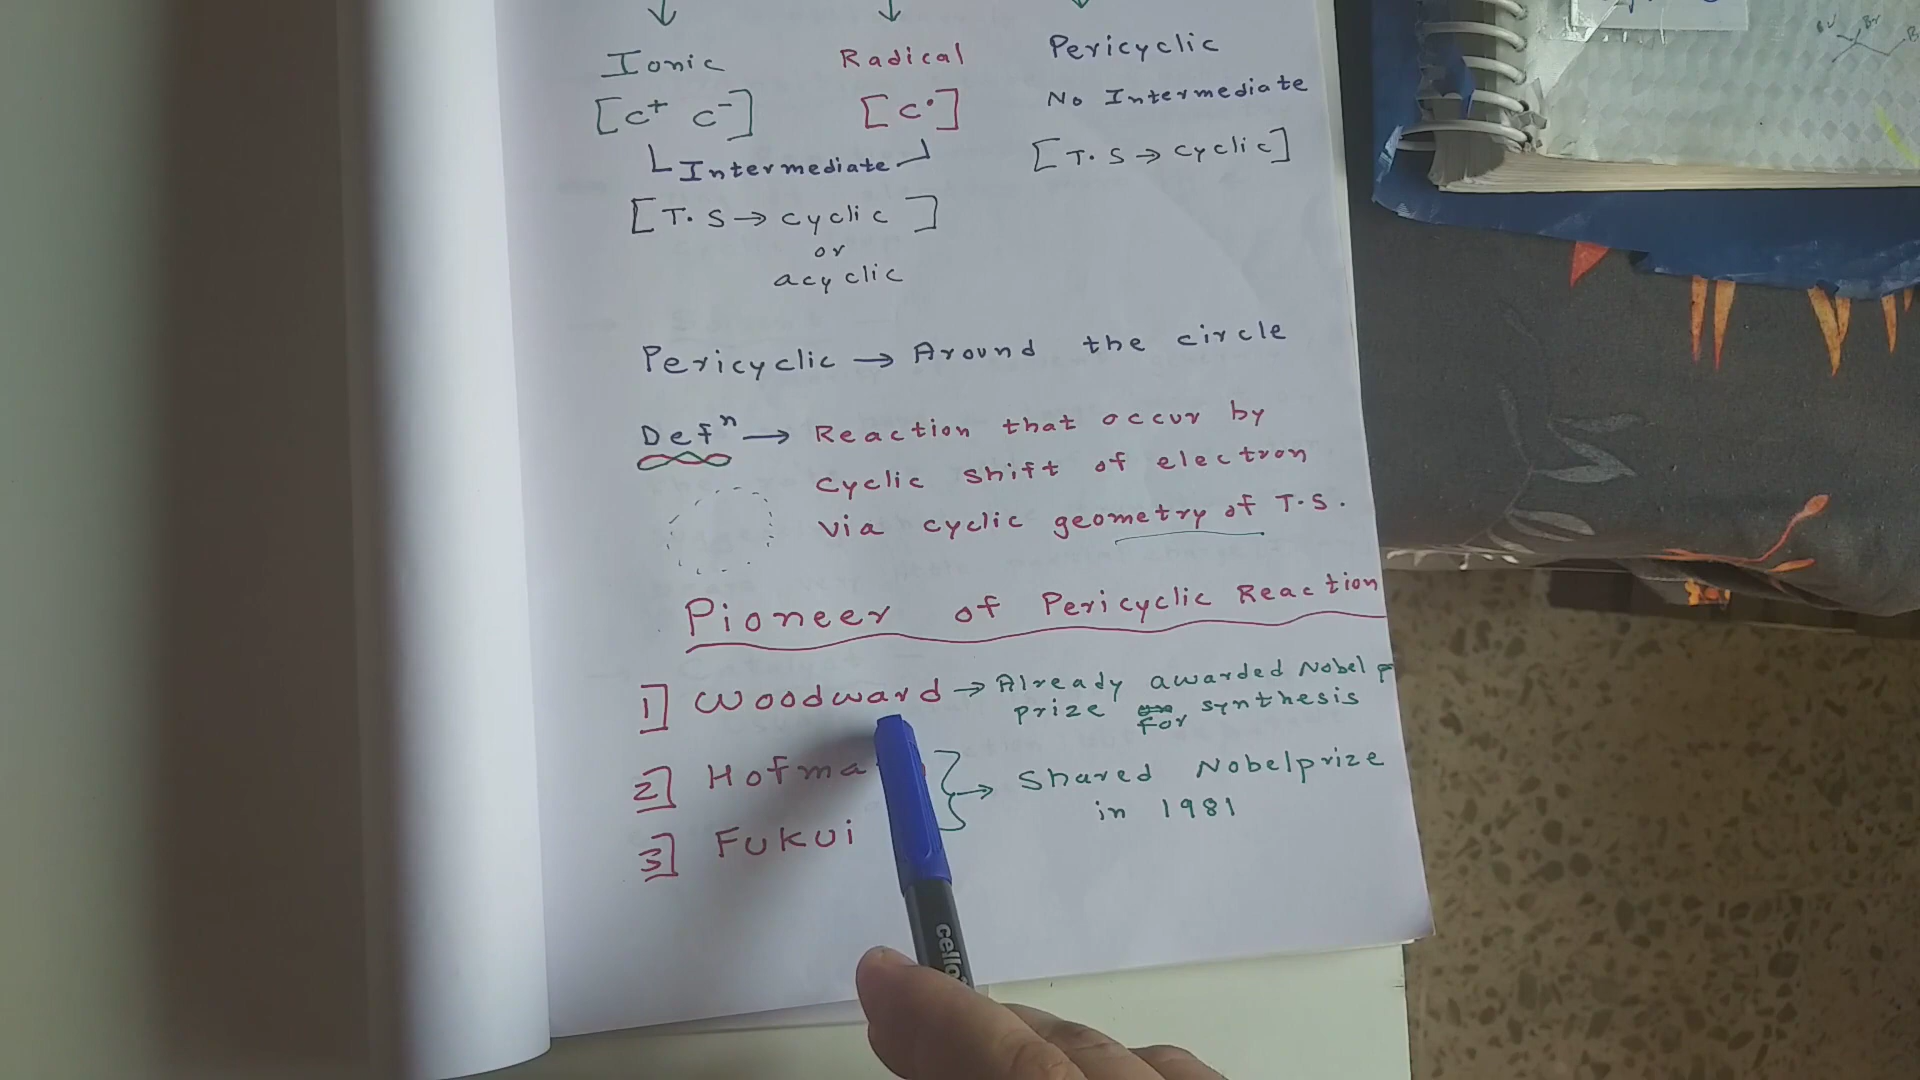 Ionic Radical Pericyclic
[C+ C-] [C•] No Intermediate
Intermediate [T.S → cyclic]
[T.S → cyclic]
or
acyclic
Pericyclic → Around the circle
Defⁿ → Reaction that occur by
cyclic shift of electron
via cyclic geometry of T.S.
Pioneer of Pericyclic Reaction
1] Woodward → Already awarded Nobel P
prize for synthesis
2] Hofma
→ Shared Nobelprize
in 1981
3] Fukui
cello